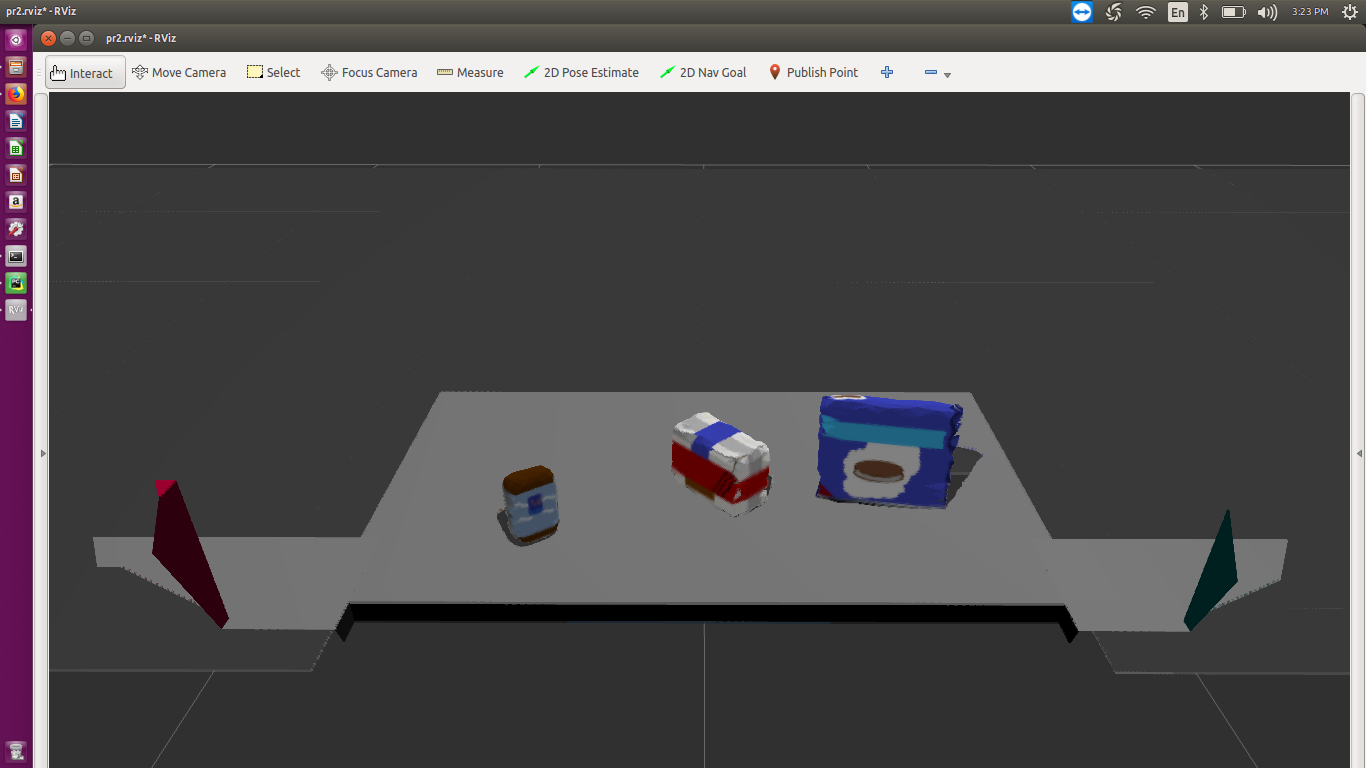 pr2.rviz* - RViz
En
3:23 PM
pr2.rviz* - RViz
Interact
Move Camera
Select
Focus Camera
Measure
2D Pose Estimate
2D Nav Goal
Publish Point
a
RViz